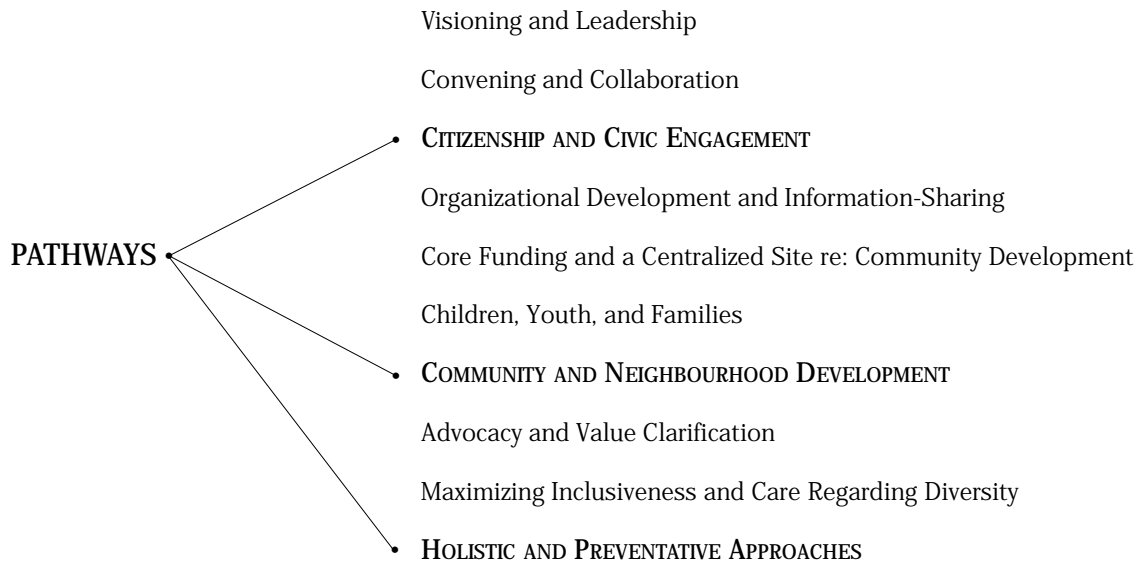 Visioning and Leadership
Convening and Collaboration
CITIZENSHIP AND CIVIC ENGAGEMENT
Organizational Development and Information-Sharing
PATHWAYS
Core Funding and a Centralized Site re: Community Development
Children, Youth, and Families
COMMUNITY AND NEIGHBOURHOOD DEVELOPMENT
Advocacy and Value Clarification
Maximizing Inclusiveness and Care Regarding Diversity
HOLISTIC AND PREVENTATIVE APPROACHES